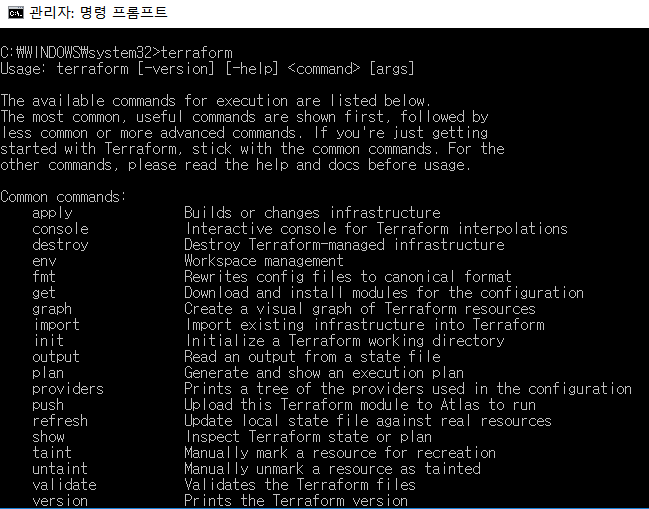 관리자: 명령 프롬프트
C:₩WINDOWS₩system32>terraform
Usage: terraform [-version] [-help] <command> [args]
The available commands for execution are listed below.
The most common, useful commands are shown first, followed by
less common or more advanced commands. If you're just getting
started with Terraform, stick with the common commands. For the
other commands, please read the help and docs before usage.
Common commands:
    apply              Builds or changes infrastructure
    console            Interactive console for Terraform interpolations
    destroy            Destroy Terraform-managed infrastructure
    env                Workspace management
    fmt                Rewrites config files to canonical format
    get                Download and install modules for the configuration
    graph              Create a visual graph of Terraform resources
    import             Import existing infrastructure into Terraform
    init               Initialize a Terraform working directory
    output             Read an output from a state file
    plan               Generate and show an execution plan
    providers          Prints a tree of the providers used in the configuration
    push               Upload this Terraform module to Atlas to run
    refresh            Update local state file against real resources
    show               Inspect Terraform state or plan
    taint              Manually mark a resource for recreation
    untaint            Manually unmark a resource as tainted
    validate           Validates the Terraform files
    version            Prints the Terraform version